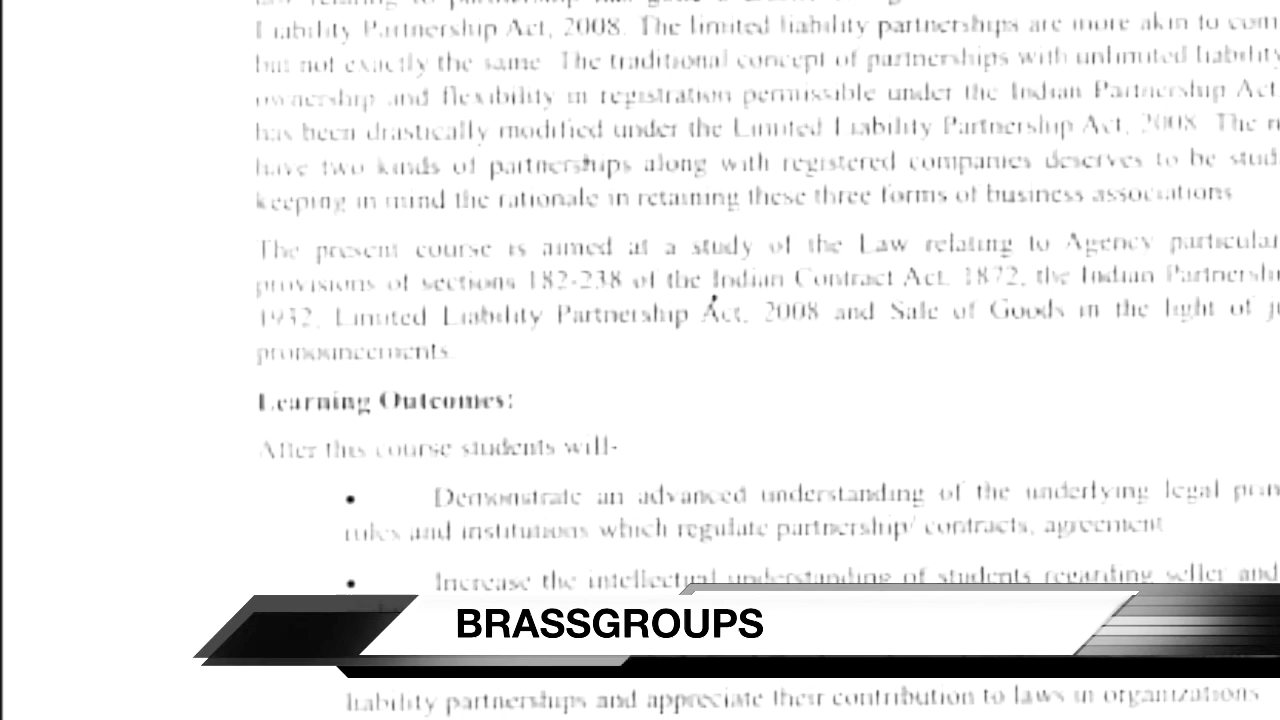 Liability Partnership Act, 2008. The limited liability partnerships are more akin to com
but not exactly the same. The traditional concept of partnerships with unlimited liability
ownership and flexibility in registration permissible under the Indian Partnership Act,
has been drastically modified under the Limited Liability Partnership Act, 2008. The
have two kinds of partnerships along with registered companies deserves to be stud
keeping in mind the rationale in retaining these three forms of business associations
The present course is aimed at a study of the Law relating to Agency particular
provisions of sections 182-238 of the Indian Contract Act, 1872, the Indian Partnershi
1932, Limited Liability Partnership Act, 2008 and Sale of Goods in the light of
pronouncements.
Learning Outcomes:
After this course students will-
• Demonstrate an advanced understanding of the underlying legal prin
rules and institutions which regulate partnership/ contracts, agreement
• Increase the intellectual understanding of students regarding seller and
BRASSGROUPS
liability partnerships and appreciate their contribution to laws in organizations